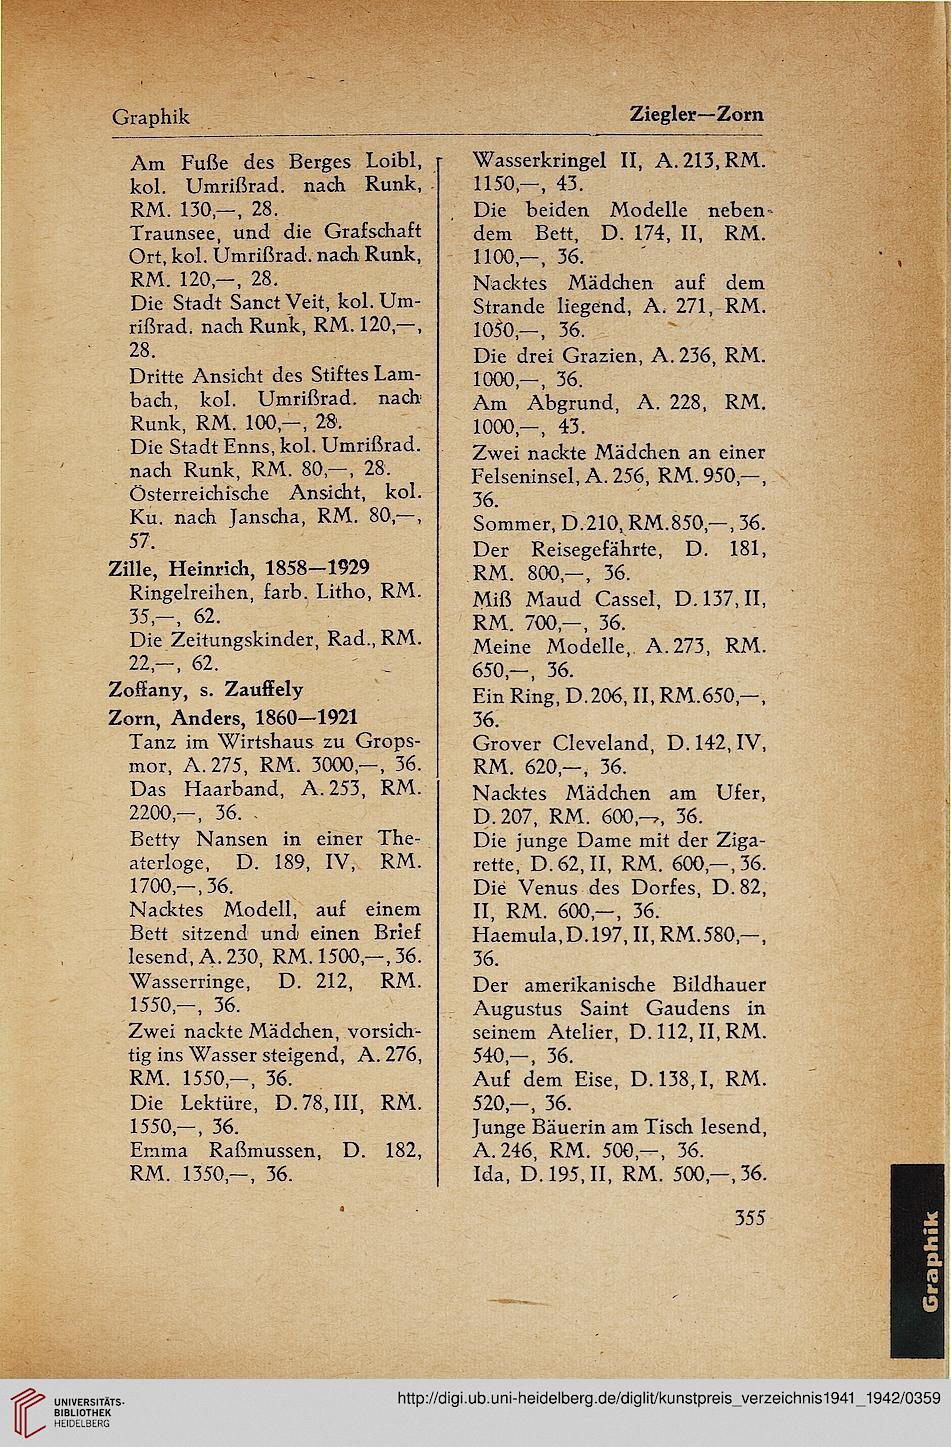 Graphik
Ziegler—Zorn
Am Fuße des Berges Loibl,
kol. Umrißrad. nach Runk,
RM. 130,—, 28.
Traunsee, und die Grafschaft
Ort, kol. Umrißrad. nach Runk,
RM. 120,—, 28.
Die Stadt Sanct Veit, kol. Um-
rißrad. nach Runk, RM. 120,—,
28.
Dritte Ansicht des Stiftes Lam-
bach, kol. Umrißrad. nach
Runk, RM. 100,—, 28.
Die Stadt Enns, kol. Umrißrad.
nach Runk, RM. 80,—, 28.
Österreichische Ansicht, kol.
Ku. nach Janscha, RM. 80,—,
57.
Zille, Heinrich, 1858—1929
Ringelreihen, farb. Litho, RM.
35,—, 62.
Die Zeitungskinder, Rad., RM.
22,—, 62.
Zoffany, s. Zauffely
Zorn, Anders, 1860—1921
Tanz im Wirtshaus zu Grops-
mor, A. 275, RM. 3000,—, 36.
Das Haarband, A. 253, RM.
2200,—, 36.
Betty Nansen in einer The-
aterloge, D. 189, IV, RM.
1700,—, 36.
Nacktes Modell, auf einem
Bett sitzend und einen Brief
lesend, A. 230, RM. 1500,—, 36.
Wasserringe, D. 212, RM.
1550,—, 36.
Zwei nackte Mädchen, vorsich-
tig ins Wasser steigend, A. 276,
RM. 1550,—, 36.
Die Lektüre, D. 78, III, RM.
1550,—, 36.
Emma Raßmussen, D. 182,
RM. 1350,—, 36.
Wasserkringel II, A. 213, RM.
1150,—, 43.
Die beiden Modelle neben
dem Bett, D. 174, II, RM.
1100,—, 36.
Nacktes Mädchen auf dem
Strande liegend, A. 271, RM.
1050,—, 36.
Die drei Grazien, A. 236, RM.
1000,—, 36.
Am Abgrund, A. 228, RM.
1000,—, 43.
Zwei nackte Mädchen an einer
Felseninsel, A. 256, RM. 950,—,
36.
Sommer, D. 210, RM. 850,—, 36.
Der Reisegefährte, D. 181,
RM. 800,—, 36.
Miß Maud Cassel, D. 137, II,
RM. 700,—, 36.
Meine Modelle, A. 273, RM.
650,—, 36.
Ein Ring, D. 206, II, RM. 650,—,
36.
Grover Cleveland, D. 142, IV,
RM. 620,—, 36.
Nacktes Mädchen am Ufer,
D. 207, RM. 600,—, 36.
Die junge Dame mit der Ziga-
rette, D. 62, II, RM. 600,—, 36.
Die Venus des Dorfes, D. 82,
II, RM. 600,—, 36.
Haemula, D. 197, II, RM. 580,—,
36.
Der amerikanische Bildhauer
Augustus Saint Gaudens in
seinem Atelier, D. 112, II, RM.
540,—, 36.
Auf dem Eise, D. 138, I, RM.
520,—, 36.
Junge Bäuerin am Tisch lesend,
A. 246, RM. 500,—, 36.
Ida, D. 195, II, RM. 500,—, 36.
355
Graphik
UNIVERSITÄTS-
BIBLIOTHEK
HEIDELBERG
http://digi.ub.uni-heidelberg.de/diglit/kunstpreis_verzeichnis1941_1942/0359